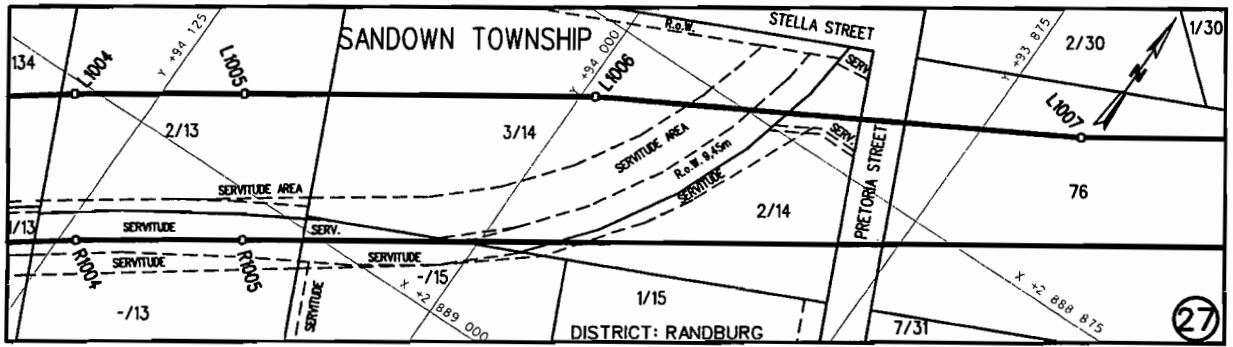 STELLA STREET
1/30
R.o.W.
2/30
SANDOWN TOWNSHIP
Y +94 125
Y +94 000
Y +93 875
SERV.
134
L1004
L1005
L1006
L1007
N
2/13
3/14
SERVITUDE AREA
SERV.
R.o.W. 9,45m
PRETORIA STREET
SERVITUDE AREA
SERVITUDE
76
2/14
1/13
SERVITUDE
SERV.
R1004
R1005
SERVITUDE
SERVITUDE
-/15
X +2 889 000
X +2 888 875
-/13
SERVITUDE
1/15
DISTRICT: RANDBURG
7/31
27